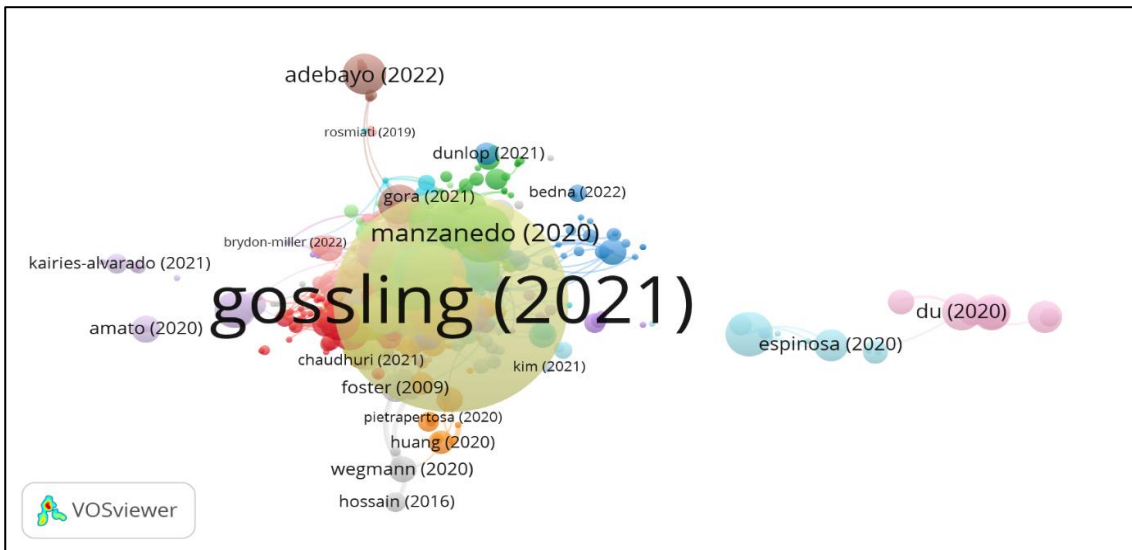 adebayo (2022)
rosmiati (2019)
dunlop (2021)
gora (2021)
bedna (2022)
manzanedo (2020)
brydon-miller (2022)
kairies-alvarado (2021)
gossling (2021)
amato (2020)
du (2020)
espinosa (2020)
chaudhuri (2021)
kim (2021)
foster (2009)
pietrapertosa (2020)
huang (2020)
wegmann (2020)
hossain (2016)
VOSviewer